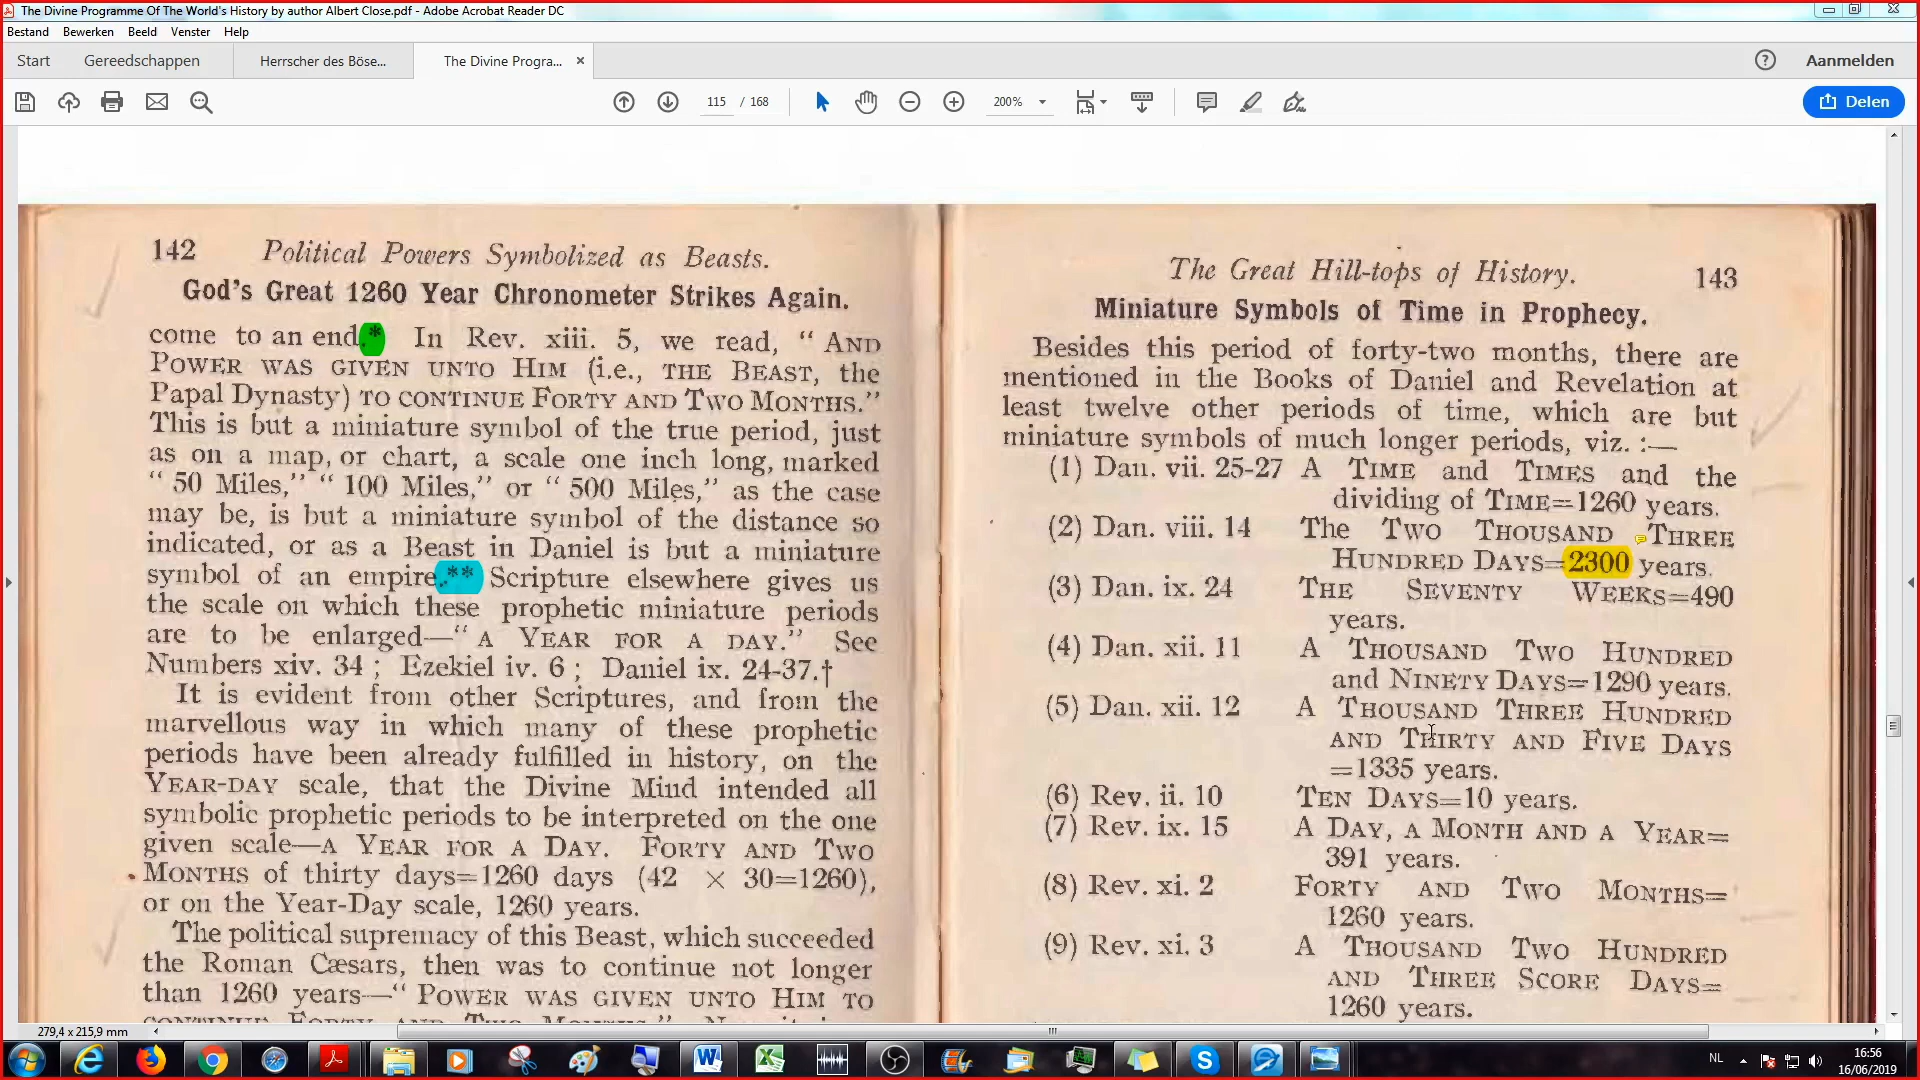 The Divine Programme Of The World's History by author Albert Close.pdf - Adobe Acrobat Reader DC
Bestand Bewerken Beeld Venster Help
Start Gereedschappen Herrscher des Böse... The Divine Progra... × Aanmelden
115 / 168 200% Delen
142 Political Powers Symbolized as Beasts.
God's Great 1260 Year Chronometer Strikes Again.
come to an end.* In Rev. xiii. 5, we read, "AND
POWER WAS GIVEN UNTO HIM (i.e., THE BEAST, the
Papal Dynasty) TO CONTINUE FORTY AND TWO MONTHS."
This is but a miniature symbol of the true period, just
as on a map, or chart, a scale one inch long, marked
"50 Miles," "100 Miles," or "500 Miles," as the case
may be, is but a miniature symbol of the distance so
indicated, or as a Beast in Daniel is but a miniature
symbol of an empire.** Scripture elsewhere gives us
the scale on which these prophetic miniature periods
are to be enlarged—"A YEAR FOR A DAY." See
Numbers xiv. 34; Ezekiel iv. 6; Daniel ix. 24-37.†
It is evident from other Scriptures, and from the
marvellous way in which many of these prophetic
periods have been already fulfilled in history, on the
YEAR-DAY scale, that the Divine Mind intended all
symbolic prophetic periods to be interpreted on the one
given scale—A YEAR FOR A DAY. FORTY AND TWO
MONTHS of thirty days=1260 days (42 × 30=1260),
or on the Year-Day scale, 1260 years.
The political supremacy of this Beast, which succeeded
the Roman Cæsars, then was to continue not longer
than 1260 years—"POWER WAS GIVEN UNTO HIM TO
CONTINUE FORTY AND TWO MONTHS."
The Great Hill-tops of History. 143
Miniature Symbols of Time in Prophecy.
Besides this period of forty-two months, there are
mentioned in the Books of Daniel and Revelation at
least twelve other periods of time, which are but
miniature symbols of much longer periods, viz. :—
(1) Dan. vii. 25-27 A TIME and TIMES and the
dividing of TIME=1260 years.
(2) Dan. viii. 14 The TWO THOUSAND THREE
HUNDRED DAYS=2300 years.
(3) Dan. ix. 24 THE SEVENTY WEEKS=490
years.
(4) Dan. xii. 11 A THOUSAND TWO HUNDRED
and NINETY DAYS=1290 years.
(5) Dan. xii. 12 A THOUSAND THREE HUNDRED
AND THIRTY AND FIVE DAYS
=1335 years.
(6) Rev. ii. 10 TEN DAYS=10 years.
(7) Rev. ix. 15 A DAY, A MONTH AND A YEAR=
391 years.
(8) Rev. xi. 2 FORTY AND TWO MONTHS=
1260 years.
(9) Rev. xi. 3 A THOUSAND TWO HUNDRED
AND THREE SCORE DAYS=
1260 years.
279,4 x 215,9 mm
NL 16:56
16/06/2019